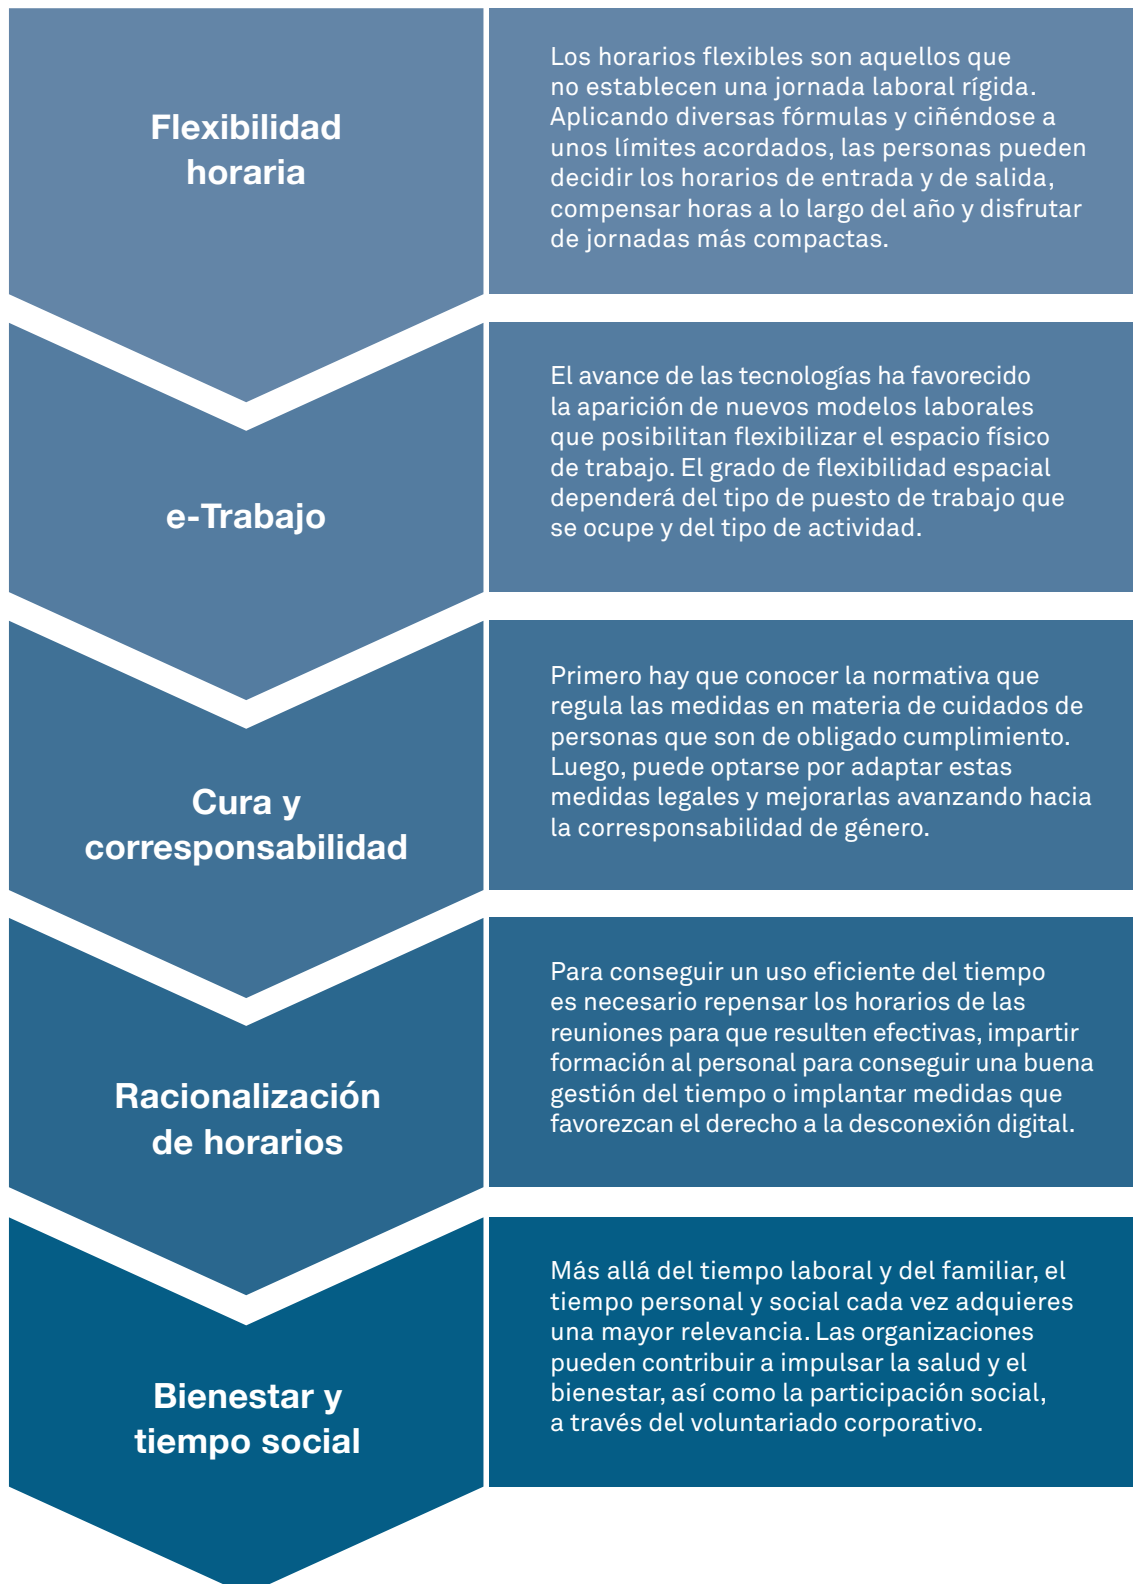 Flexibilidad
horaria
Los horarios flexibles son aquellos que
no establecen una jornada laboral rígida.
Aplicando diversas fórmulas y ciñéndose a
unos límites acordados, las personas pueden
decidir los horarios de entrada y de salida,
compensar horas a lo largo del año y disfrutar
de jornadas más compactas.
e-Trabajo
El avance de las tecnologías ha favorecido
la aparición de nuevos modelos laborales
que posibilitan flexibilizar el espacio físico
de trabajo. El grado de flexibilidad espacial
dependerá del tipo de puesto de trabajo que
se ocupe y del tipo de actividad.
Cura y
corresponsabilidad
Primero hay que conocer la normativa que
regula las medidas en materia de cuidados de
personas que son de obligado cumplimiento.
Luego, puede optarse por adaptar estas
medidas legales y mejorarlas avanzando hacia
la corresponsabilidad de género.
Racionalización
de horarios
Para conseguir un uso eficiente del tiempo
es necesario repensar los horarios de las
reuniones para que resulten efectivas, impartir
formación al personal para conseguir una buena
gestión del tiempo o implantar medidas que
favorezcan el derecho a la desconexión digital.
Bienestar y
tiempo social
Más allá del tiempo laboral y del familiar, el
tiempo personal y social cada vez adquieres
una mayor relevancia. Las organizaciones
pueden contribuir a impulsar la salud y el
bienestar, así como la participación social,
a través del voluntariado corporativo.